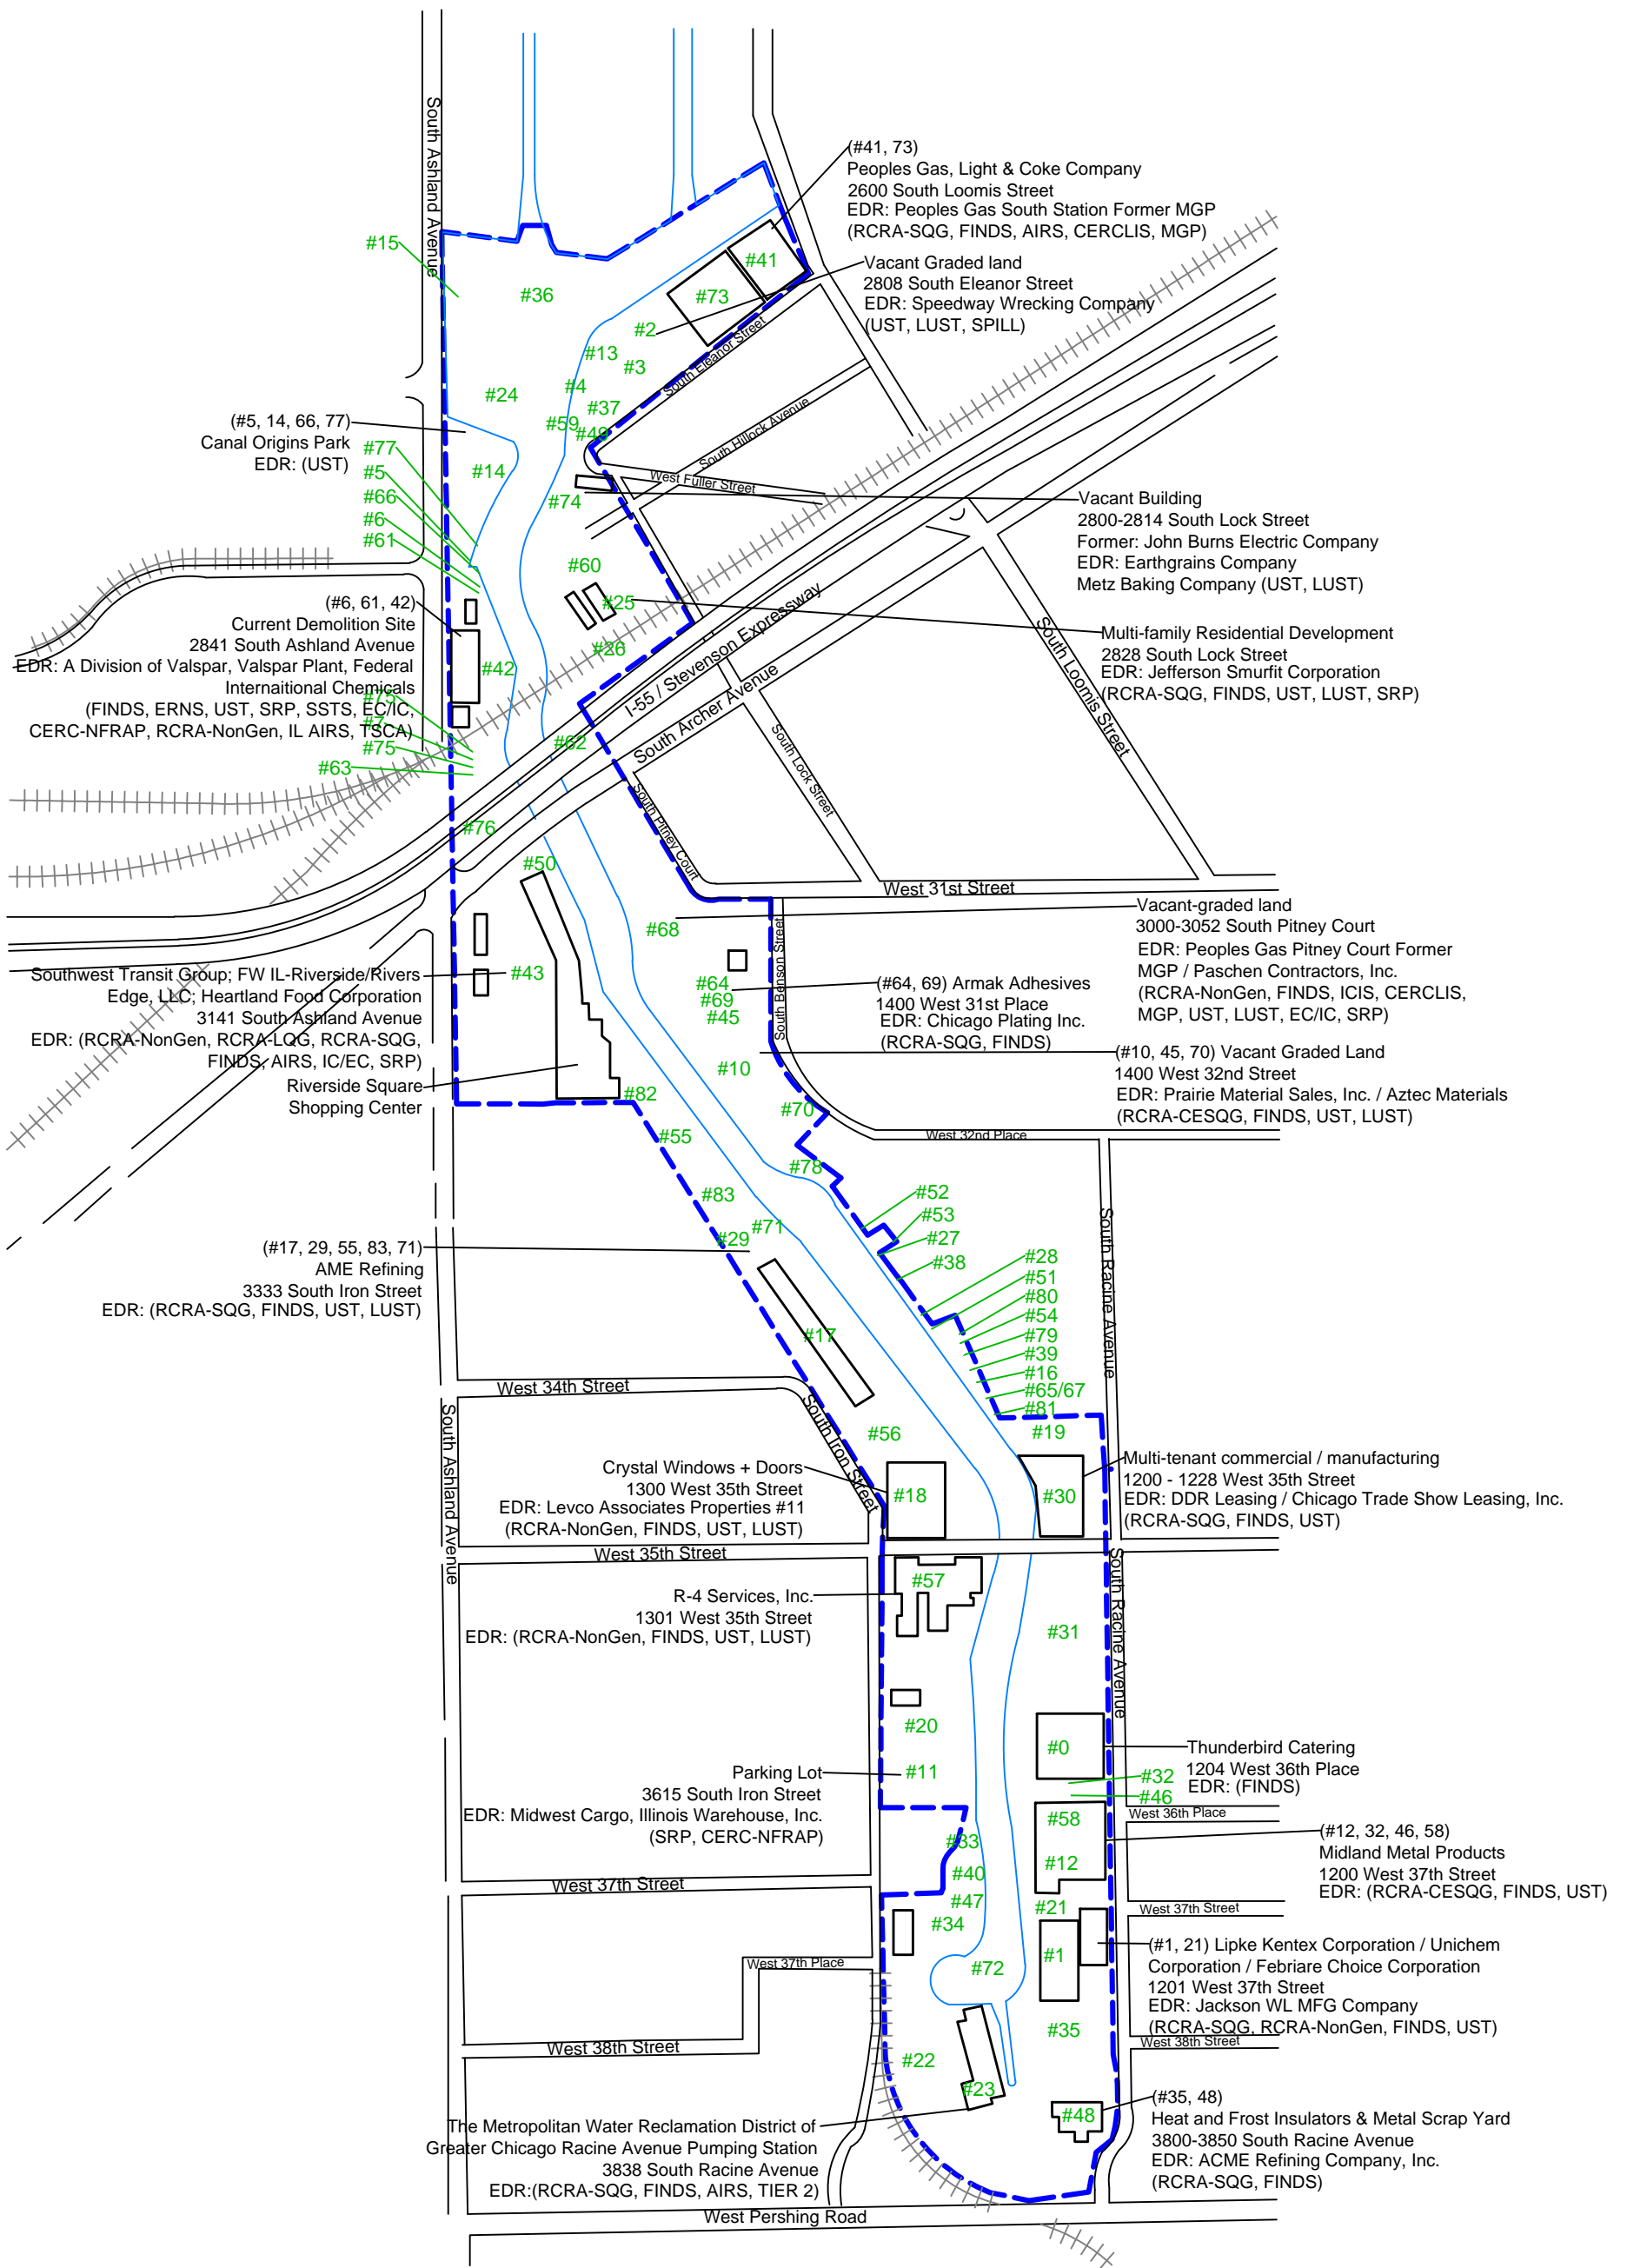 South Ashland Avenue
(#41, 73)
Peoples Gas, Light & Coke Company
2600 South Loomis Street
EDR: Peoples Gas South Station Former MGP
(RCRA-SQG, FINDS, AIRS, CERCLIS, MGP)
#15
#41
Vacant Graded land
2808 South Eleanor Street
EDR: Speedway Wrecking Company
(UST, LUST, SPILL)
#36
#73
#2
#13
#3
South Eleanor Street
#4
#24
#37
#59
#49
South Hillock Avenue
(#5, 14, 66, 77)
Canal Origins Park
EDR: (UST)
#77
#5
#66
#6
#61
#14
West Fuller Street
#74
Vacant Building
2800-2814 South Lock Street
Former: John Burns Electric Company
EDR: Earthgrains Company
Metz Baking Company (UST, LUST)
#60
(#6, 61, 42)
Current Demolition Site
2841 South Ashland Avenue
EDR: A Division of Valspar, Valspar Plant, Federal
Internaitional Chemicals
(FINDS, ERNS, UST, SRP, SSTS, EC/IC,
CERC-NFRAP, RCRA-NonGen, IL AIRS, TSCA)
#75
#7
#75
#63
#42
#25
#26
I-55 / Stevenson Expressway
South Archer Avenue
South Loomis Street
Multi-family Residential Development
2828 South Lock Street
EDR: Jefferson Smurfit Corporation
(RCRA-SQG, FINDS, UST, LUST, SRP)
#62
South Lock Street
South Pitney Court
#76
#50
West 31st Street
Vacant-graded land
3000-3052 South Pitney Court
EDR: Peoples Gas Pitney Court Former
MGP / Paschen Contractors, Inc.
(RCRA-NonGen, FINDS, ICIS, CERCLIS,
MGP, UST, LUST, EC/IC, SRP)
#68
South Benson Street
Southwest Transit Group; FW IL-Riverside/Rivers
Edge, LLC; Heartland Food Corporation
3141 South Ashland Avenue
EDR: (RCRA-NonGen, RCRA-LQG, RCRA-SQG,
FINDS, AIRS, IC/EC, SRP)
#43
Riverside Square
Shopping Center
#64
#69
#45
(#64, 69) Armak Adhesives
1400 West 31st Place
EDR: Chicago Plating Inc.
(RCRA-SQG, FINDS)
#10
(#10, 45, 70) Vacant Graded Land
1400 West 32nd Street
EDR: Prairie Material Sales, Inc. / Aztec Materials
(RCRA-CESQG, FINDS, UST, LUST)
#82
#70
West 32nd Place
#55
#78
#83
#52
#53
#27
#38
#71
#29
(#17, 29, 55, 83, 71)
AME Refining
3333 South Iron Street
EDR: (RCRA-SQG, FINDS, UST, LUST)
#28
#51
#80
#54
#79
#39
#16
#65/67
#81
South Racine Avenue
#17
West 34th Street
South Iron Street
South Ashland Avenue
#56
#19
Crystal Windows + Doors
1300 West 35th Street
EDR: Levco Associates Properties #11
(RCRA-NonGen, FINDS, UST, LUST)
#18
#30
Multi-tenant commercial / manufacturing
1200 - 1228 West 35th Street
EDR: DDR Leasing / Chicago Trade Show Leasing, Inc.
(RCRA-SQG, FINDS, UST)
West 35th Street
South Racine Avenue
#57
R-4 Services, Inc.
1301 West 35th Street
EDR: (RCRA-NonGen, FINDS, UST, LUST)
#31
#20
#0
Thunderbird Catering
1204 West 36th Place
EDR: (FINDS)
#32
#46
Parking Lot
3615 South Iron Street
EDR: Midwest Cargo, Illinois Warehouse, Inc.
(SRP, CERC-NFRAP)
#11
West 36th Place
#58
#33
#12
#40
(#12, 32, 46, 58)
Midland Metal Products
1200 West 37th Street
EDR: (RCRA-CESQG, FINDS, UST)
West 37th Street
#47
#34
#21
West 37th Street
#1
(#1, 21) Lipke Kentex Corporation / Unichem
Corporation / Febriare Choice Corporation
1201 West 37th Street
EDR: Jackson WL MFG Company
(RCRA-SQG, RCRA-NonGen, FINDS, UST)
West 37th Place
#72
#35
West 38th Street
West 38th Street
#22
#23
#48
(#35, 48)
Heat and Frost Insulators & Metal Scrap Yard
3800-3850 South Racine Avenue
EDR: ACME Refining Company, Inc.
(RCRA-SQG, FINDS)
The Metropolitan Water Reclamation District of
Greater Chicago Racine Avenue Pumping Station
3838 South Racine Avenue
EDR:(RCRA-SQG, FINDS, AIRS, TIER 2)
West Pershing Road